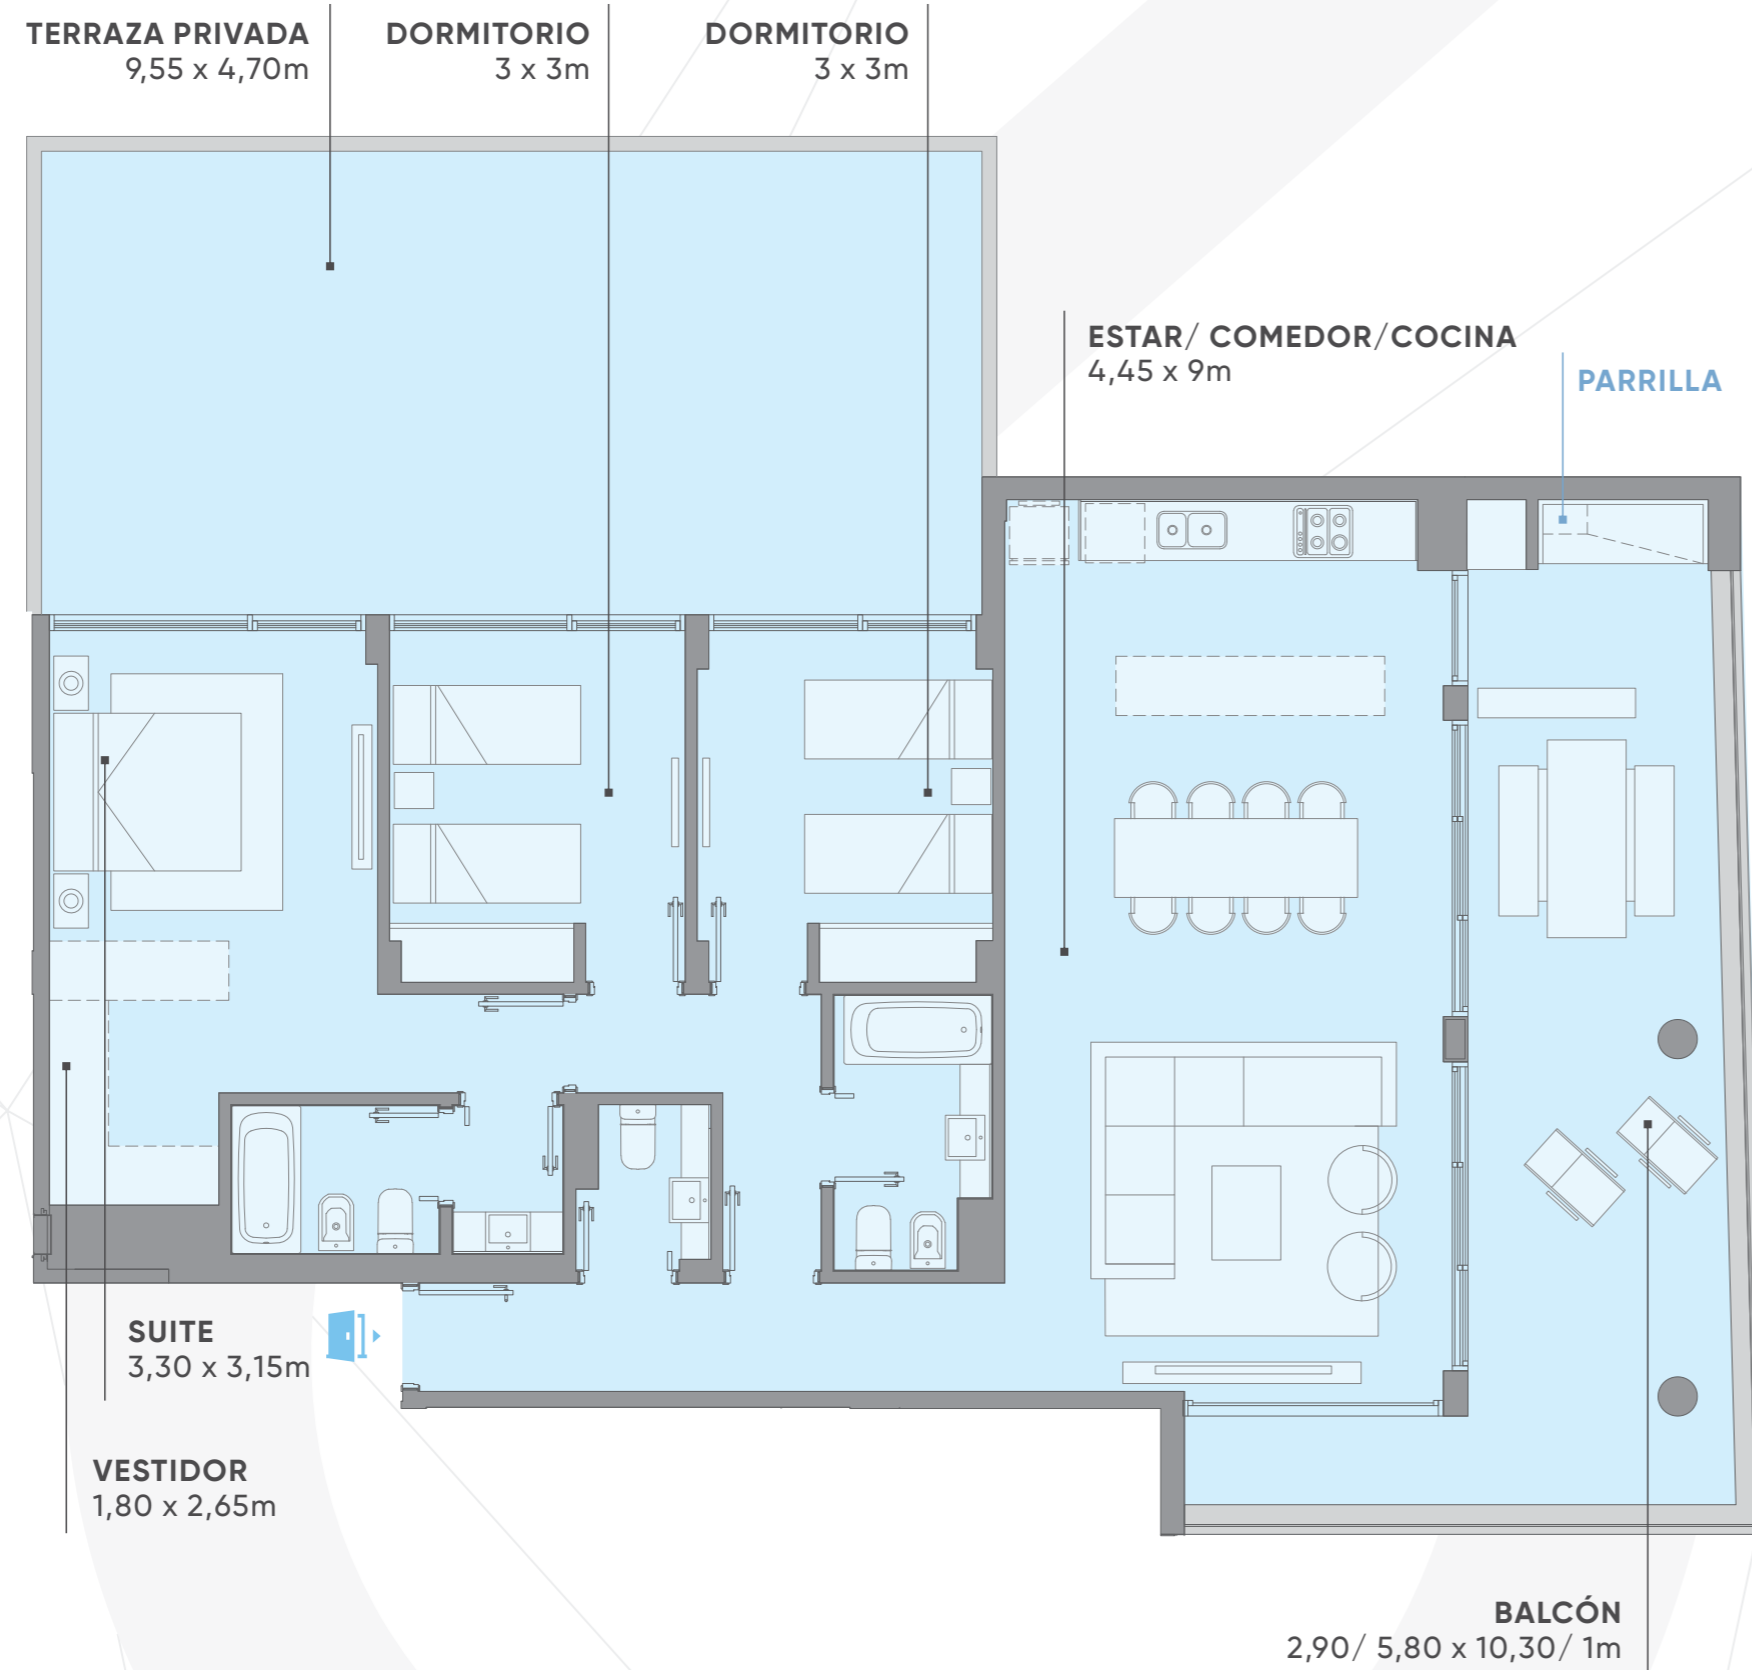 TERRAZA PRIVADA
9,55 x 4,70m
DORMITORIO
3 x 3m
DORMITORIO
3 x 3m
ESTAR/ COMEDOR/COCINA
4,45 x 9m
PARRILLA
SUITE
3,30 x 3,15m
VESTIDOR
1,80 x 2,65m
BALCÓN
2,90/ 5,80 x 10,30/ 1m